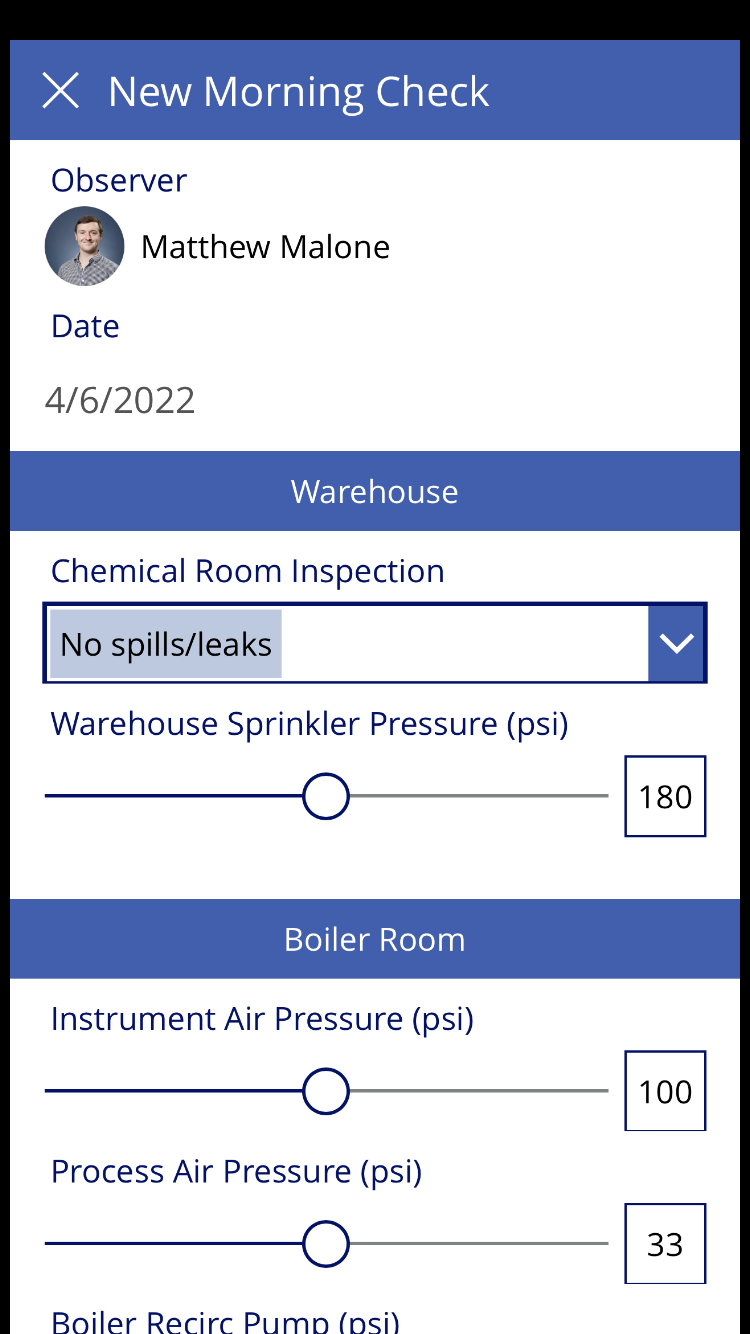 New Morning Check
Observer
Matthew Malone
Date
4/6/2022
Warehouse
Chemical Room Inspection
No spills/leaks
Warehouse Sprinkler Pressure (psi)
180
Boiler Room
Instrument Air Pressure (psi)
100
Process Air Pressure (psi)
33
Boiler Recirc Pump (psi)